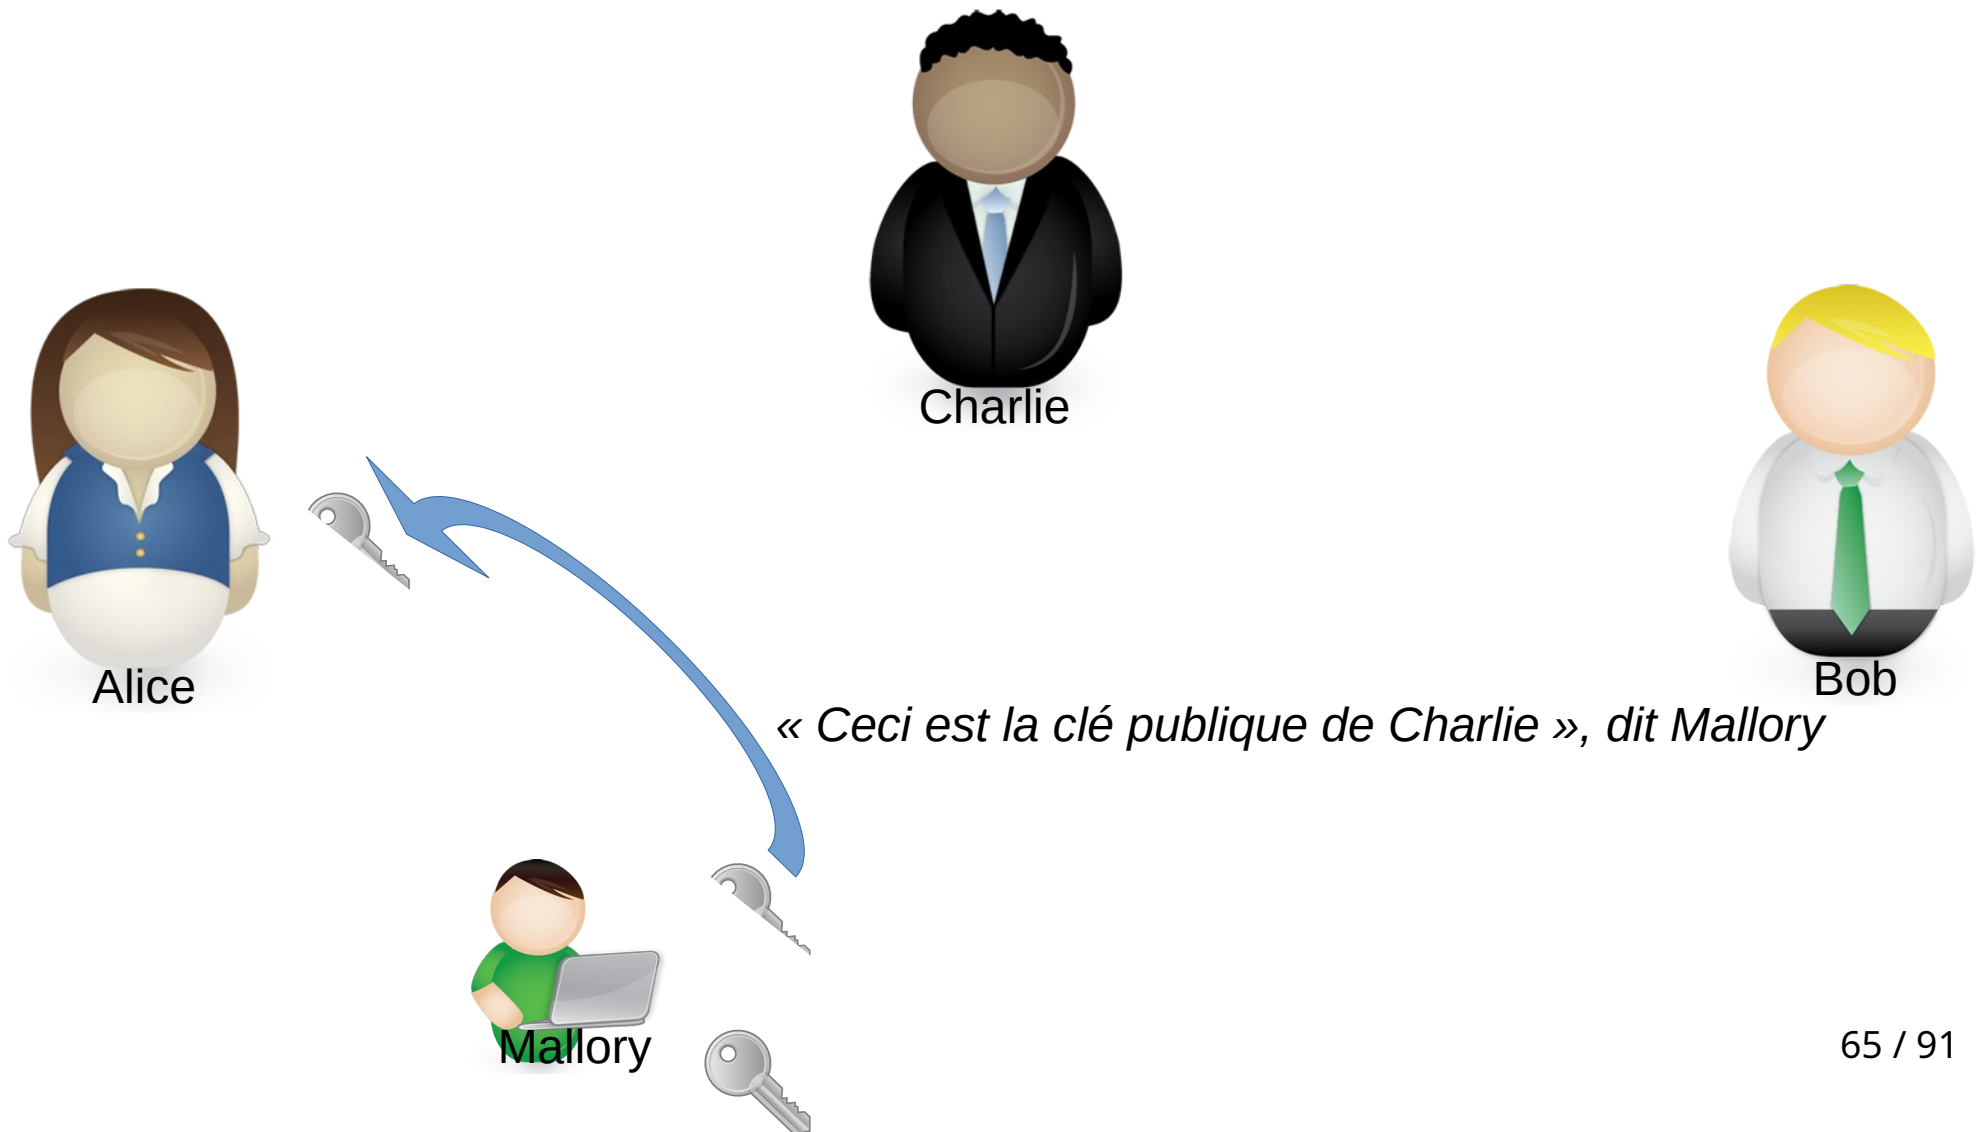 Charlie
Alice
Bob
« Ceci est la clé publique de Charlie », dit Mallory
Mallory
65 / 91